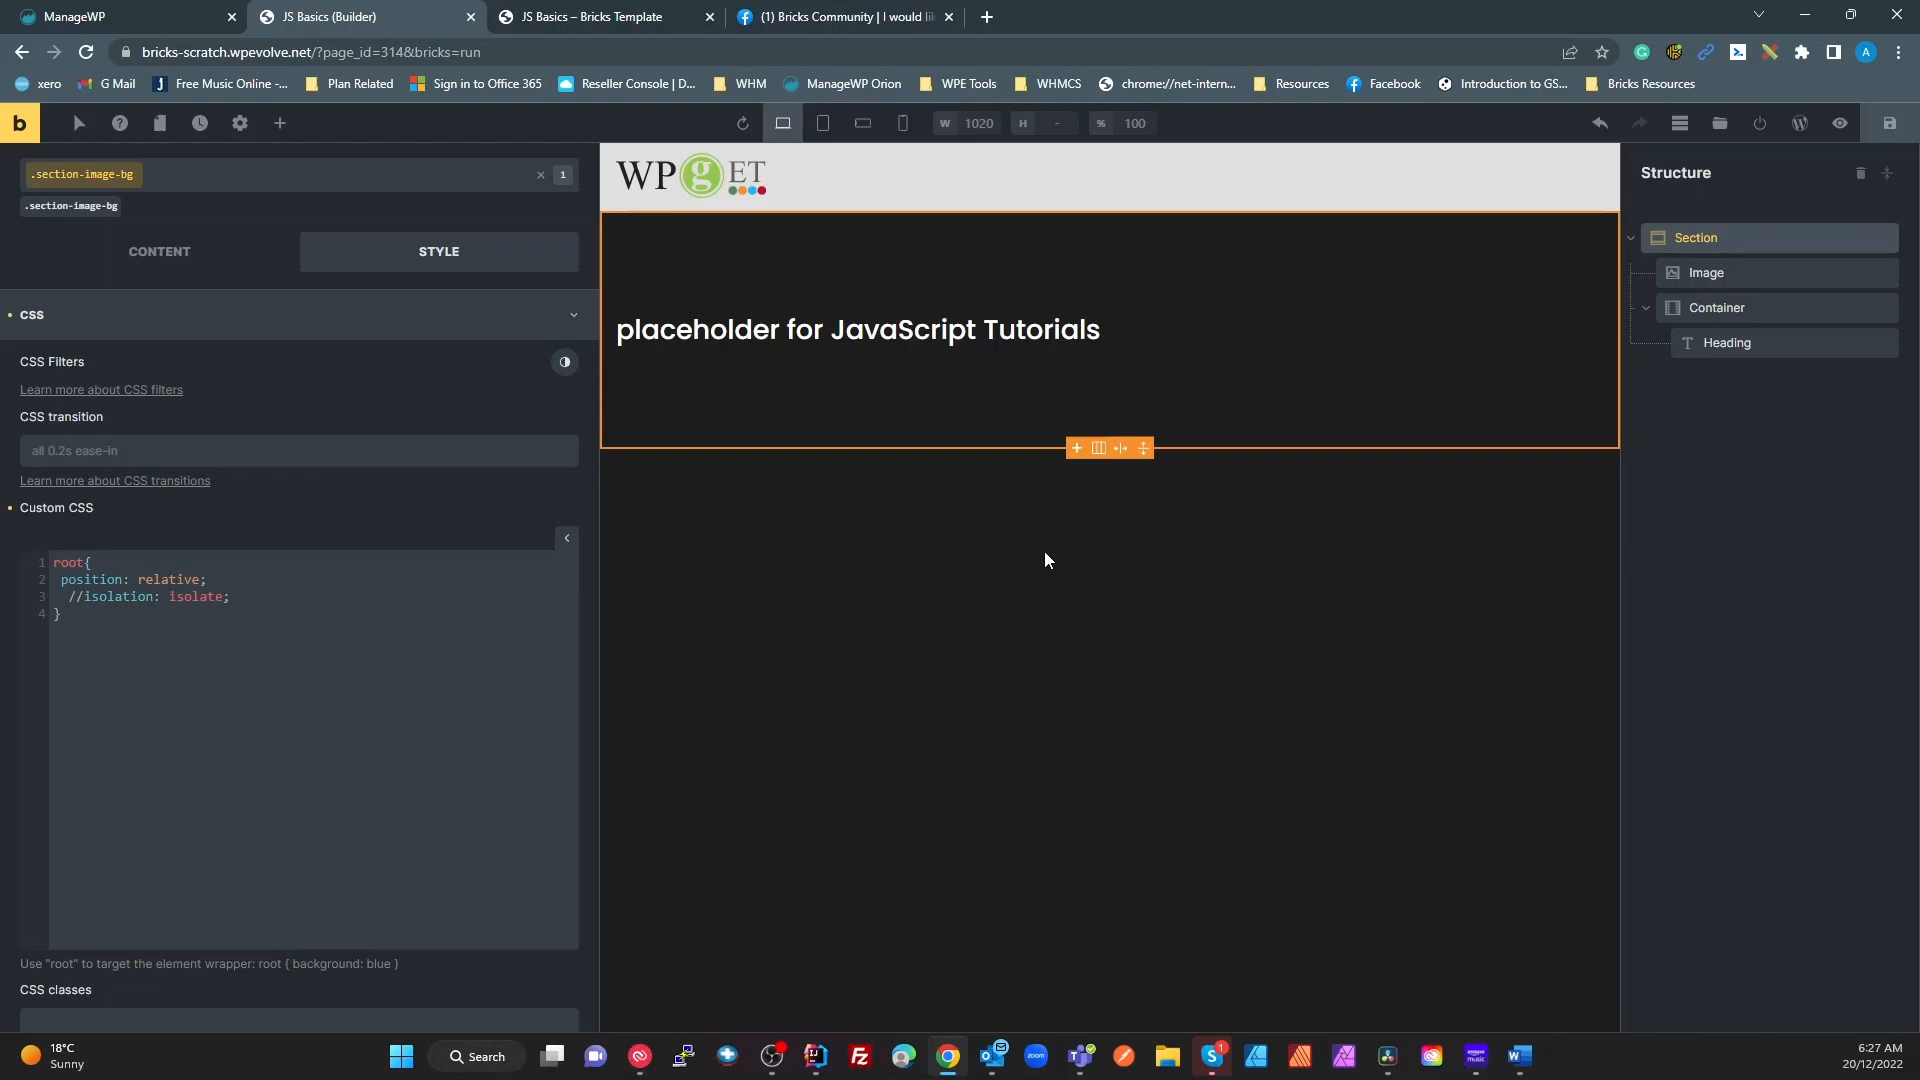 ManageWP
JS Basics (Builder)
JS Basics – Bricks Template
(1) Bricks Community | I would li
bricks-scratch.wpevolve.net/?page_id=314&bricks=run
A
xero
G Mail
Free Music Online -...
Plan Related
Sign in to Office 365
Reseller Console | D...
WHM
ManageWP Orion
WPE Tools
WHMCS
chrome://net-intern...
Resources
Facebook
Introduction to GS...
Bricks Resources
b
W 1020
H -
% 100
.section-image-bg
1
.section-image-bg
CONTENT
STYLE
CSS
CSS Filters
Learn more about CSS filters
CSS transition
all 0.2s ease-in
Learn more about CSS transitions
Custom CSS
1 root{
2 position: relative;
3 //isolation: isolate;
4 }
Use "root" to target the element wrapper: root { background: blue }
CSS classes
WP g ET
placeholder for JavaScript Tutorials
Structure
Section
Image
Container
Heading
18°C
Sunny
Search
zoom
6:27 AM
20/12/2022